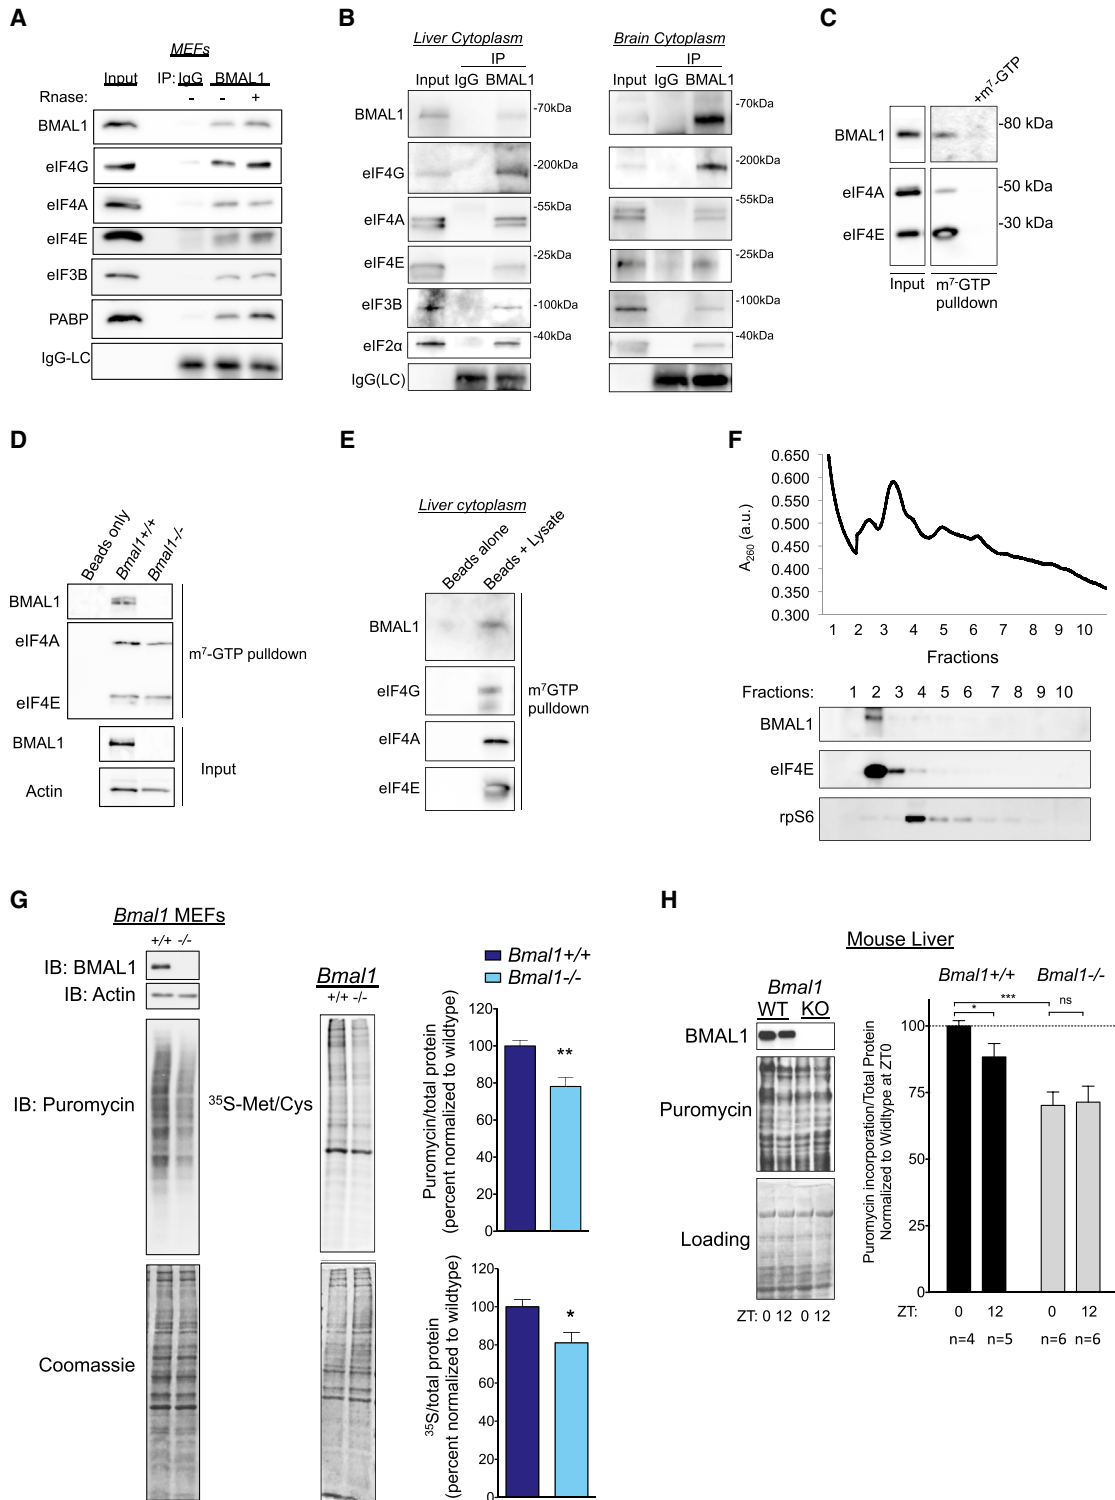 A
MEFs
Input IP: IgG BMAL1
Rnase: - - +
BMAL1
eIF4G
eIF4A
eIF4E
eIF3B
PABP
IgG-LC
B
Liver Cytoplasm
IP
Input IgG BMAL1
BMAL1 -70kDa
eIF4G -200kDa
eIF4A -55kDa
eIF4E -25kDa
eIF3B -100kDa
eIF2α -40kDa
IgG(LC)
Brain Cytoplasm
IP
Input IgG BMAL1
-70kDa
-200kDa
-55kDa
-25kDa
-100kDa
-40kDa
C
+m⁷-GTP
BMAL1 -80 kDa
eIF4A -50 kDa
eIF4E -30 kDa
Input m⁷-GTP
pulldown
D
Beads only
Bmal1+/+
Bmal1-/-
BMAL1
eIF4A
m⁷-GTP pulldown
eIF4E
BMAL1
Input
Actin
E
Liver cytoplasm
Beads alone
Beads + Lysate
BMAL1
eIF4G
m⁷GTP
pulldown
eIF4A
eIF4E
F
0.650
0.600
0.550
0.500
0.450
0.400
0.350
0.300
A₂₆₀ (a.u.)
1 2 3 4 5 6 7 8 9 10
Fractions
Fractions: 1 2 3 4 5 6 7 8 9 10
BMAL1
eIF4E
rpS6
G
Bmal1 MEFs
+/+ -/-
IB: BMAL1
IB: Actin
IB: Puromycin
Coomassie
Bmal1
+/+ -/-
³⁵S-Met/Cys
Bmal1+/+
Bmal1-/-
Puromycin/total protein
(percent normalized to wildtype)
120
100
80
60
40
20
0
**
³⁵S/total protein
(percent normalized to wildtype)
120
100
80
60
40
20
0
*
H
Mouse Liver
Bmal1
WT KO
BMAL1
Puromycin
Loading
ZT: 0 12 0 12
Bmal1+/+ Bmal1-/-
***
* ns
Puromycin incorporation/Total Protein
Normalized to Widltype at ZT0
100
75
50
25
0
ZT: 0 12 0 12
n=4 n=5 n=6 n=6